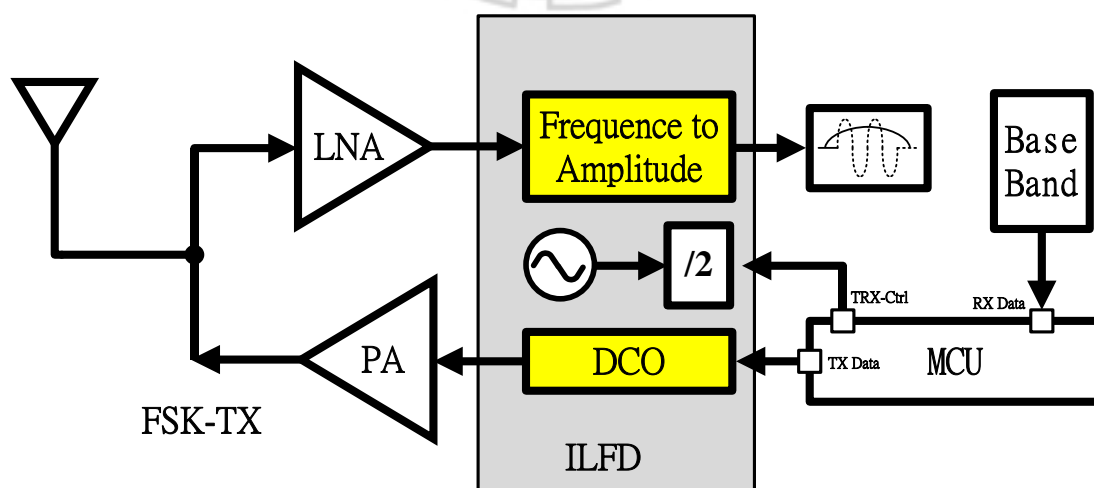 LNA
Frequence to
Amplitude
Base
Band
/2
TRX-Ctrl
RX Data
PA
DCO
TX Data
MCU
FSK-TX
ILFD